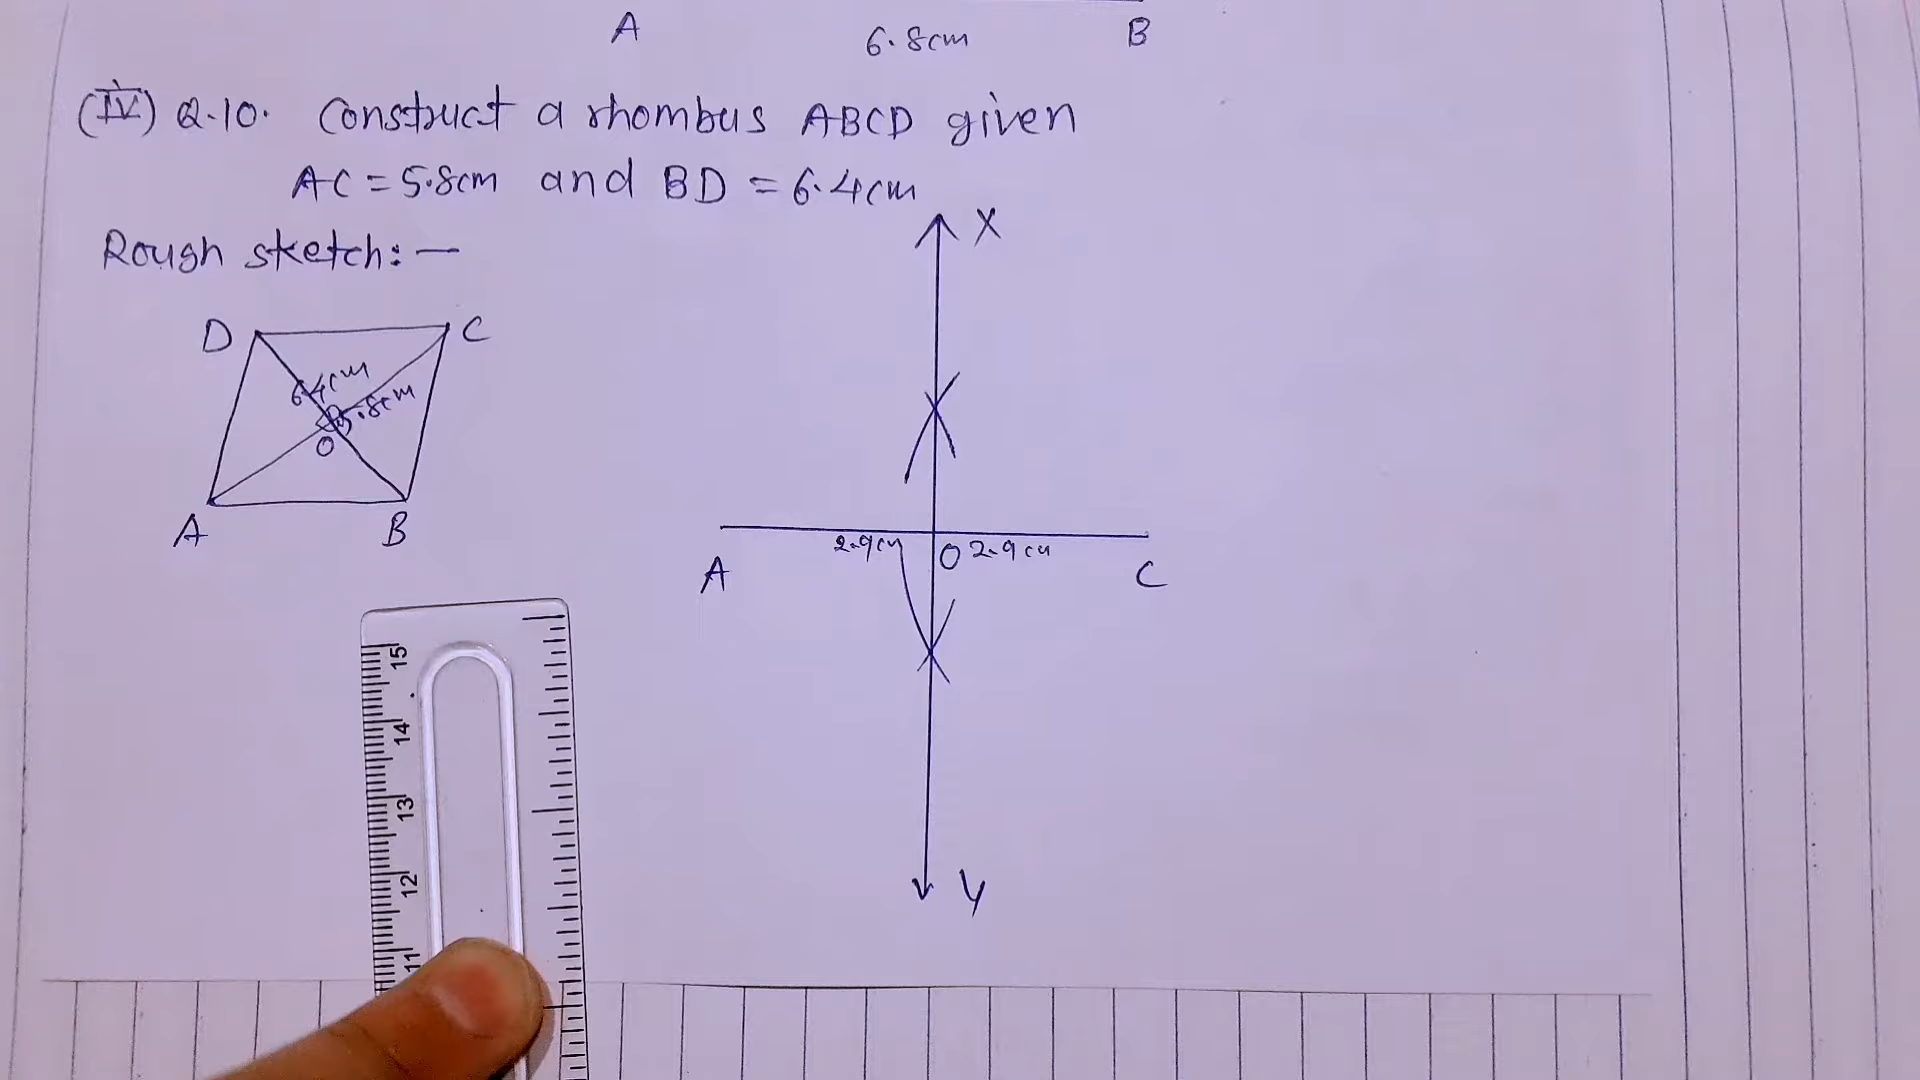 A 6.8cm B
(IV) Q.10. Construct a rhombus ABCD given
AC = 5.8cm and BD = 6.4cm
X
Rough sketch:—
D C
6.4cm
5.8cm
O
A B
2.9cm O 2.9cm
A C
Y
15
14
13
12
11